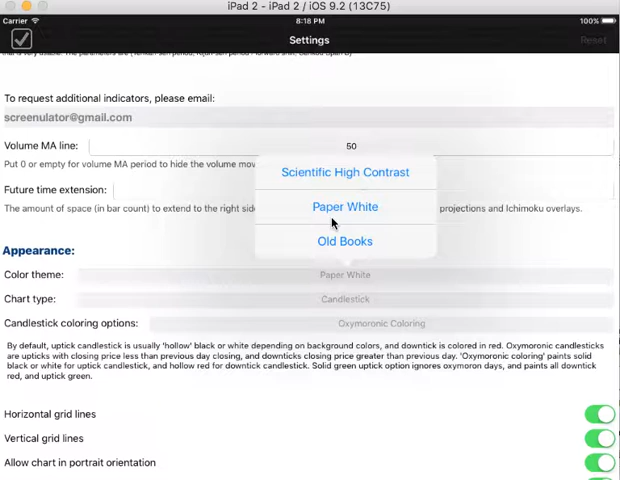 iPad 2 - iPad 2 / iOS 9.2 (13C75)
Carrier 8:18 PM 100%
Settings Reset
To request additional indicators, please email:
screenulator@gmail.com
Volume MA line: 50
Put 0 or empty for volume MA period to hide the volume mov
Scientific High Contrast
Future time extension:
Paper White
The amount of space (in bar count) to extend to the right side projections and Ichimoku overlays.
Old Books
Appearance:
Color theme: Paper White
Chart type: Candlestick
Candlestick coloring options: Oxymoronic Coloring
By default, uptick candlestick is usually 'hollow' black or white depending on background colors, and downtick is colored in red. Oxymoronic candlesticks
are upticks with closing price less than previous day closing, and downticks closing price greater than previous day. 'Oxymoronic coloring' paints solid
black or white for uptick candlestick, and hollow red for downtick candlestick. Solid green uptick option ignores oxymoron days, and paints all downtick
red, and uptick green.
Horizontal grid lines
Vertical grid lines
Allow chart in portrait orientation